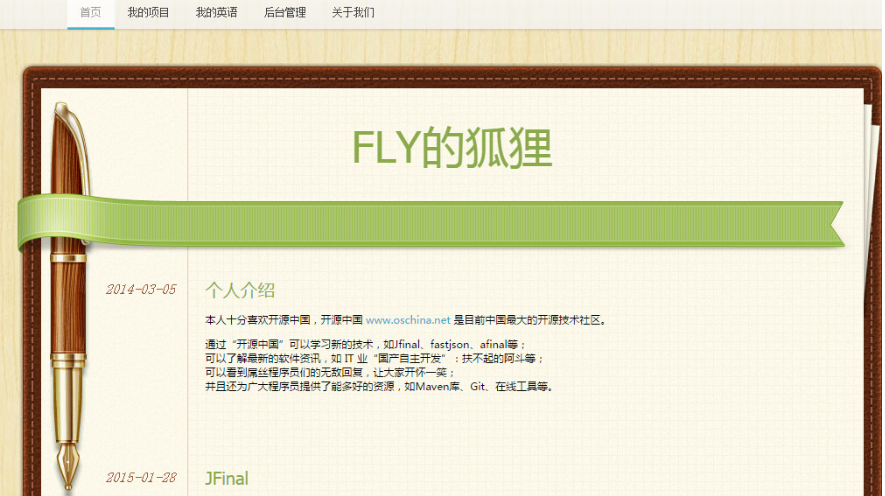 首页 我的项目 我的英语 后台管理 关于我们
FLY的狐狸
2014-03-05 个人介绍
本人十分喜欢开源中国，开源中国 www.oschina.net 是目前中国最大的开源技术社区。
通过“开源中国”可以学习新的技术，如Jfinal、fastjson、afinal等；
可以了解最新的软件资讯，如 IT 业“国产自主开发”：扶不起的阿斗等；
可以看到屌丝程序员们的无敌回复，让大家开怀一笑；
并且还为广大程序员提供了能多好的资源，如Maven库、Git、在线工具等。
2015-01-28 JFinal